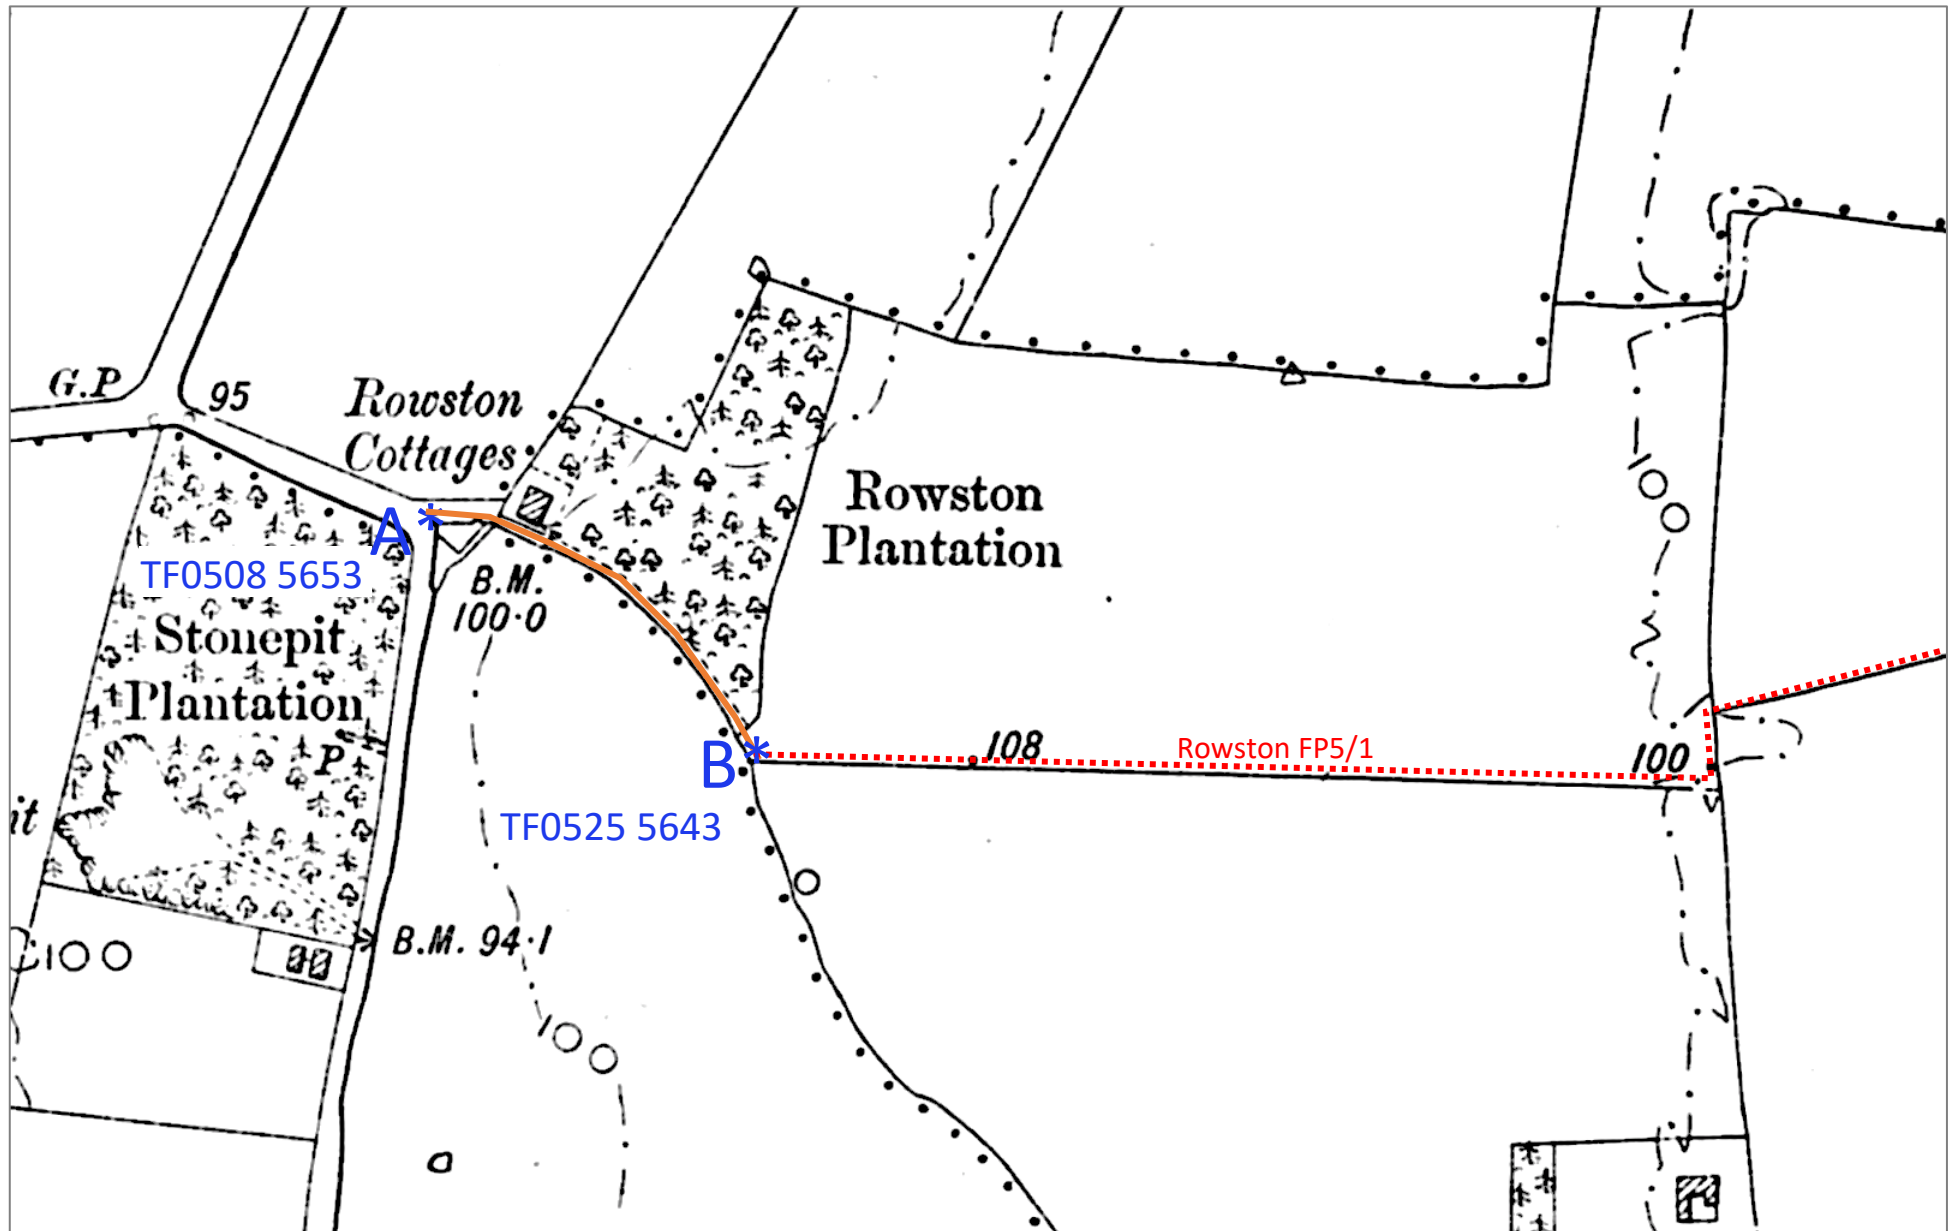 G.P
95
Rowston
Cottages
A
TF0508 5653
B.M.
100·0
Rowston
Plantation
100
Stonepit
Plantation
P
B
108
Rowston FP5/1
100
TF0525 5643
B.M. 94·1
100
100